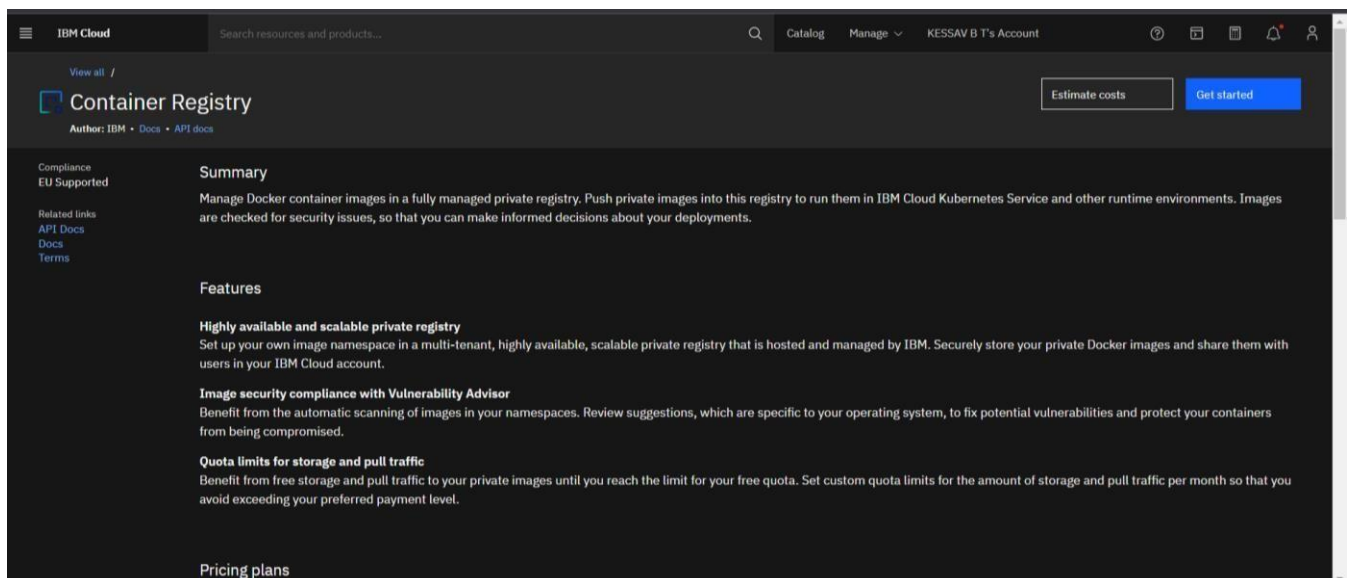 IBM Cloud
Search resources and products...
Catalog
Manage
KESSAV B T's Account
View all /
Container Registry
Estimate costs
Get started
Author: IBM • Docs • API docs
Compliance
EU Supported
Related links
API Docs
Docs
Terms
Summary
Manage Docker container images in a fully managed private registry. Push private images into this registry to run them in IBM Cloud Kubernetes Service and other runtime environments. Images
are checked for security issues, so that you can make informed decisions about your deployments.
Features
Highly available and scalable private registry
Set up your own image namespace in a multi-tenant, highly available, scalable private registry that is hosted and managed by IBM. Securely store your private Docker images and share them with
users in your IBM Cloud account.
Image security compliance with Vulnerability Advisor
Benefit from the automatic scanning of images in your namespaces. Review suggestions, which are specific to your operating system, to fix potential vulnerabilities and protect your containers
from being compromised.
Quota limits for storage and pull traffic
Benefit from free storage and pull traffic to your private images until you reach the limit for your free quota. Set custom quota limits for the amount of storage and pull traffic per month so that you
avoid exceeding your preferred payment level.
Pricing plans